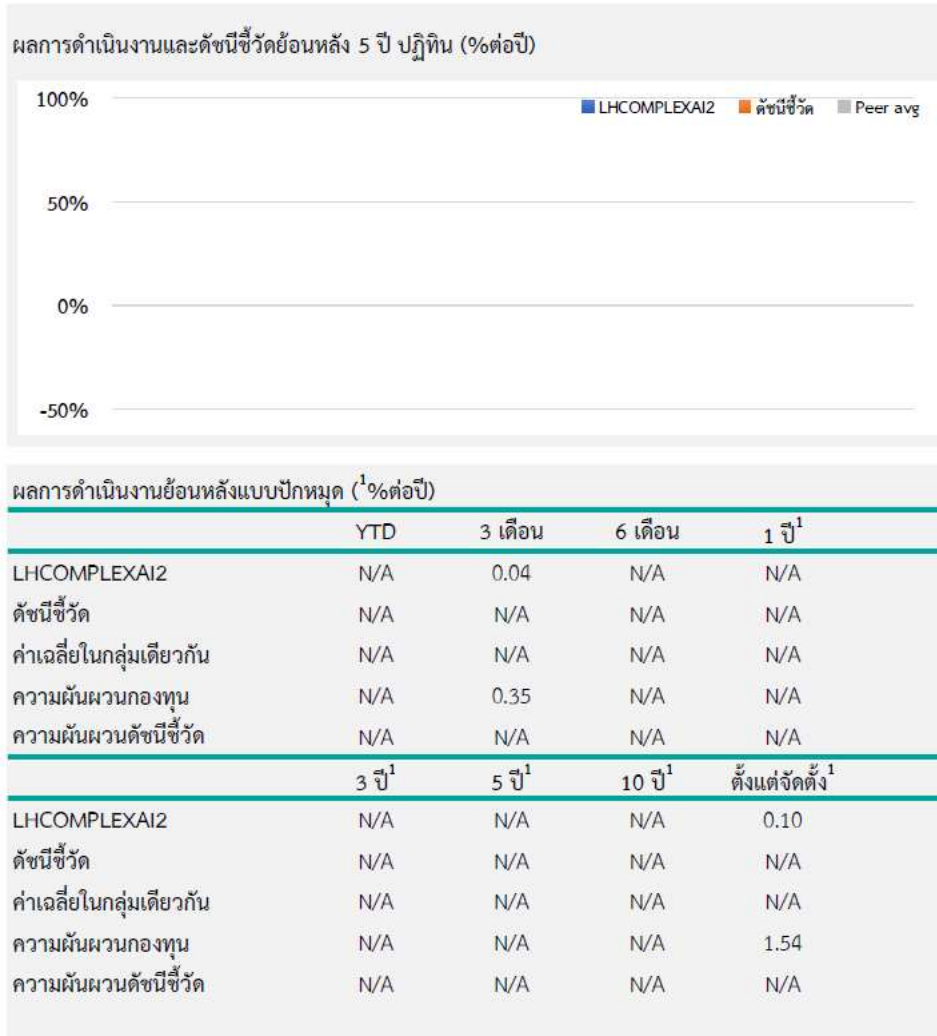 ผลการดำเนินงานและดัชนีชี้วัดย้อนหลัง 5 ปี ปฏิทิน (%ต่อปี)
100%
LHCOMPLEXAI2 ดัชนีชี้วัด Peer avg
50%
0%
-50%
ผลการดำเนินงานย้อนหลังแบบปักหมุด (¹%ต่อปี)
YTD 3 เดือน 6 เดือน 1 ปี¹
LHCOMPLEXAI2 N/A 0.04 N/A N/A
ดัชนีชี้วัด N/A N/A N/A N/A
ค่าเฉลี่ยในกลุ่มเดียวกัน N/A N/A N/A N/A
ความผันผวนกองทุน N/A 0.35 N/A N/A
ความผันผวนดัชนีชี้วัด N/A N/A N/A N/A
3 ปี¹ 5 ปี¹ 10 ปี¹ ตั้งแต่จัดตั้ง¹
LHCOMPLEXAI2 N/A N/A N/A 0.10
ดัชนีชี้วัด N/A N/A N/A N/A
ค่าเฉลี่ยในกลุ่มเดียวกัน N/A N/A N/A N/A
ความผันผวนกองทุน N/A N/A N/A 1.54
ความผันผวนดัชนีชี้วัด N/A N/A N/A N/A